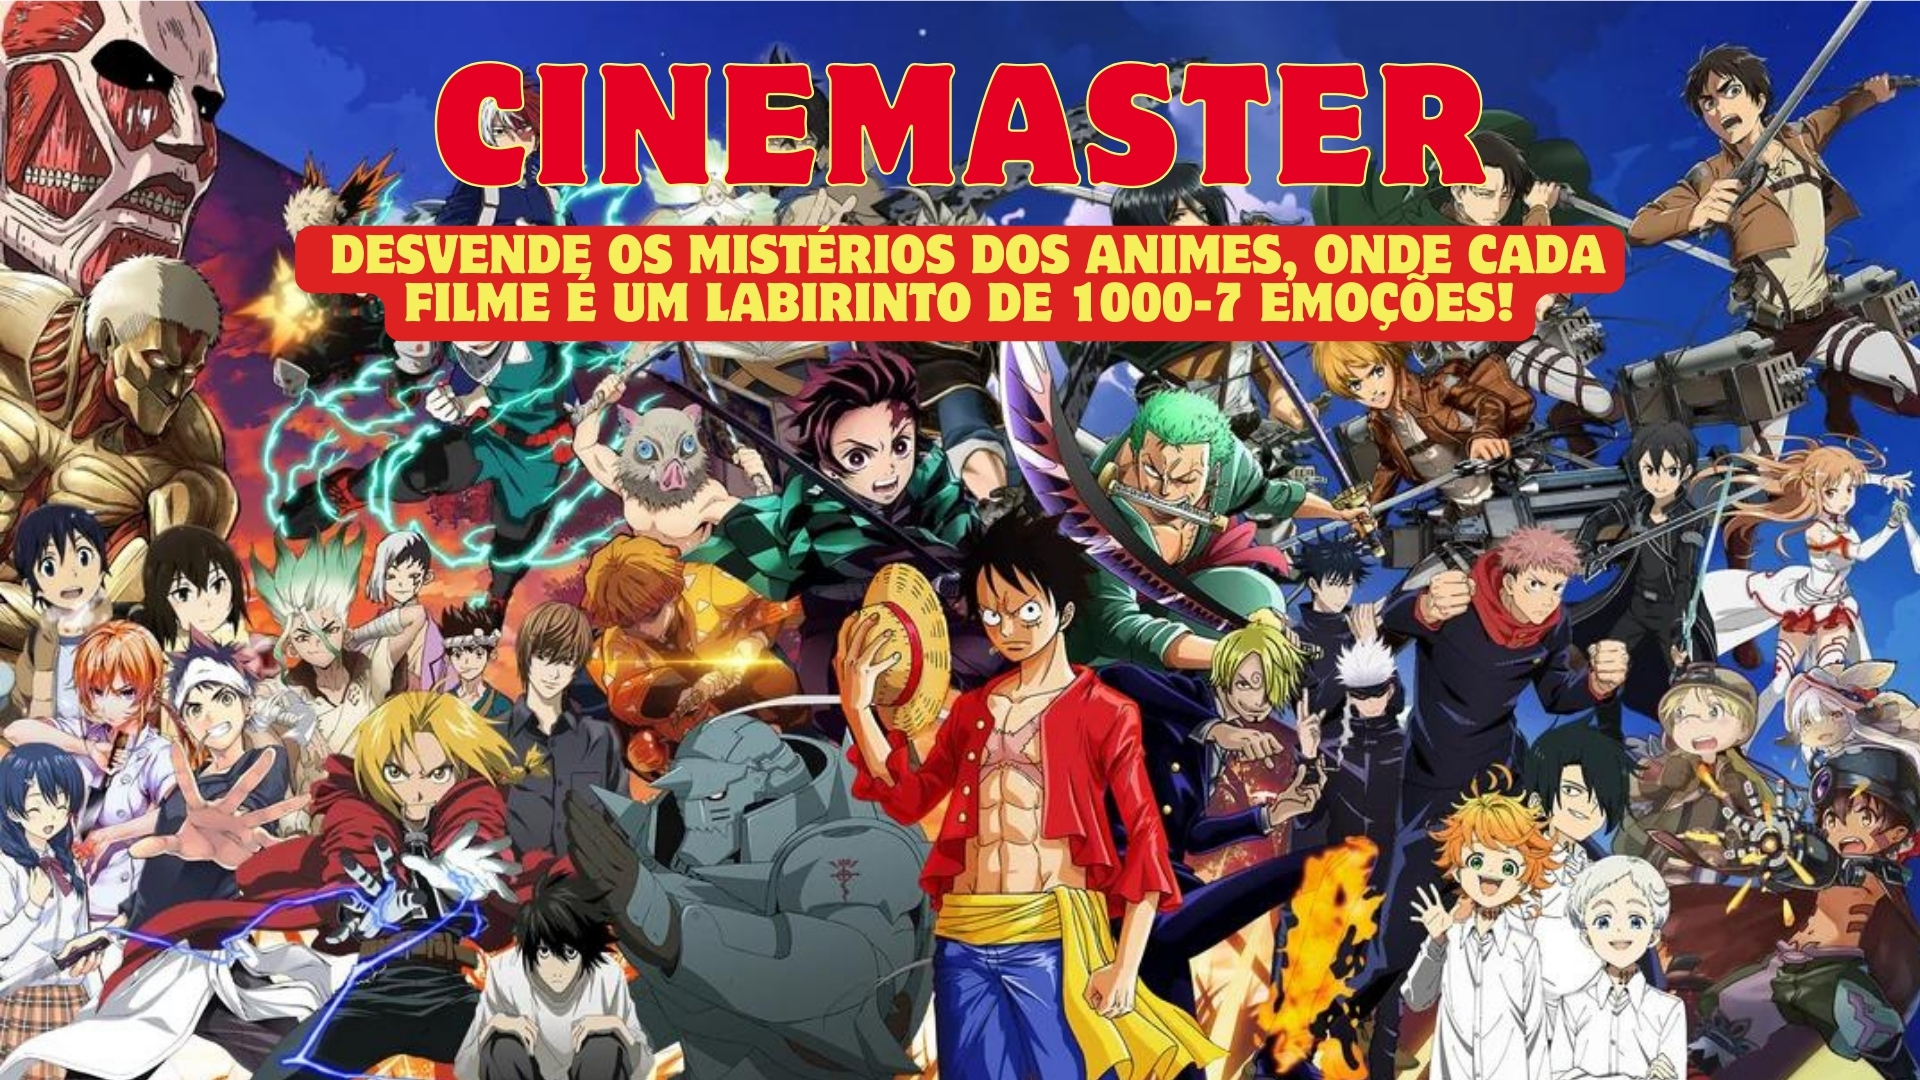 CINEMASTER
DESVENDE OS MISTÉRIOS DOS ANIMES, ONDE CADA
FILME É UM LABIRINTO DE 1000-7 EMOÇÕES!